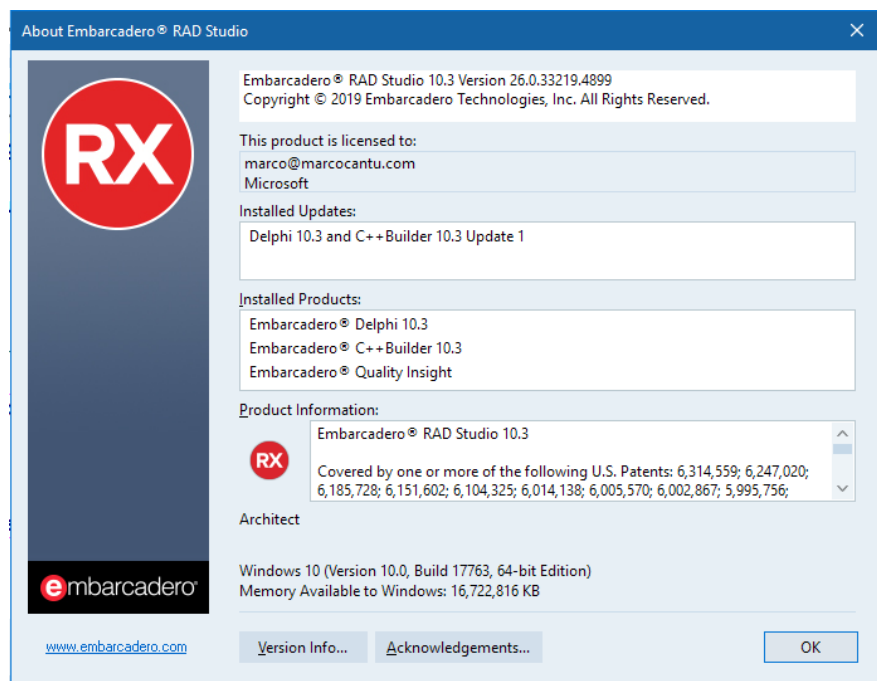 About Embarcadero® RAD Studio
RX
Embarcadero® RAD Studio 10.3 Version 26.0.33219.4899
Copyright © 2019 Embarcadero Technologies, Inc. All Rights Reserved.
This product is licensed to:
marco@marcocantu.com
Microsoft
Installed Updates:
Delphi 10.3 and C++Builder 10.3 Update 1
Installed Products:
Embarcadero® Delphi 10.3
Embarcadero® C++Builder 10.3
Embarcadero® Quality Insight
Product Information:
RX
Embarcadero® RAD Studio 10.3
Covered by one or more of the following U.S. Patents: 6,314,559; 6,247,020;
6,185,728; 6,151,602; 6,104,325; 6,014,138; 6,005,570; 6,002,867; 5,995,756;
Architect
Windows 10 (Version 10.0, Build 17763, 64-bit Edition)
Memory Available to Windows: 16,722,816 KB
embarcadero®
www.embarcadero.com
Version Info...
Acknowledgements...
OK